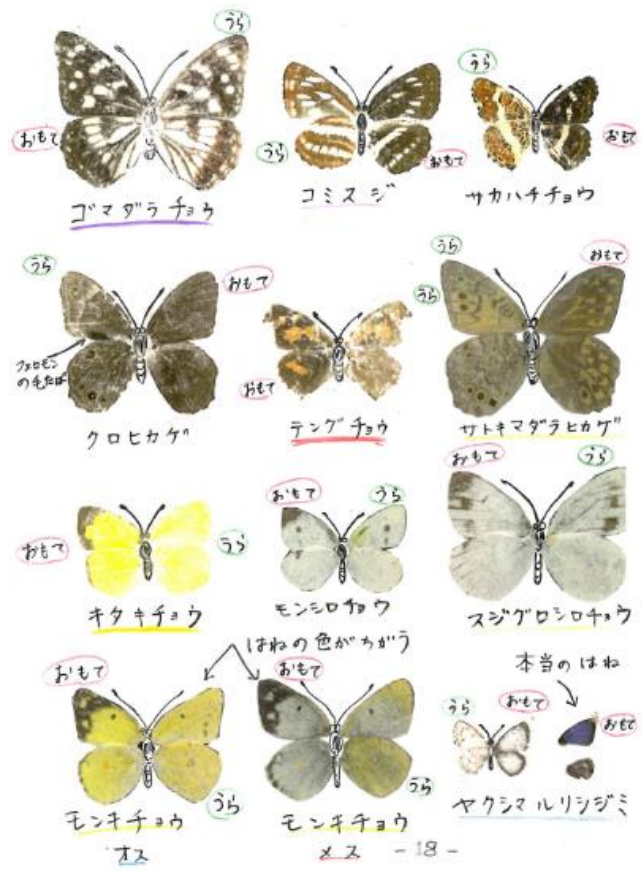 うら
おもて
ゴマダラチョウ
うら
おもて
コミスジ
うら
おもて
サカハチチョウ
うら
おもて
フェロモン
の毛たば
クロヒカゲ
おもて
テングチョウ
うら
うら
おもて
サトキマダラヒカゲ
おもて
うら
キタキチョウ
おもて
うら
モンシロチョウ
おもて
うら
スジグロシロチョウ
はねの色がちがう
おもて
うら
モンキチョウ
オス
おもて
うら
モンキチョウ
メス
本当のはね
うら
おもて
おもて
ヤクシマルリシジミ
- 18 -